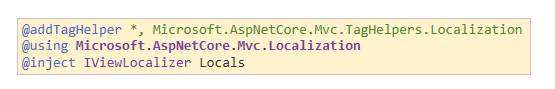 @addTagHelper *, Microsoft.AspNetCore.Mvc.TagHelpers.Localization
@using Microsoft.AspNetCore.Mvc.Localization
@inject IViewLocalizer Locals